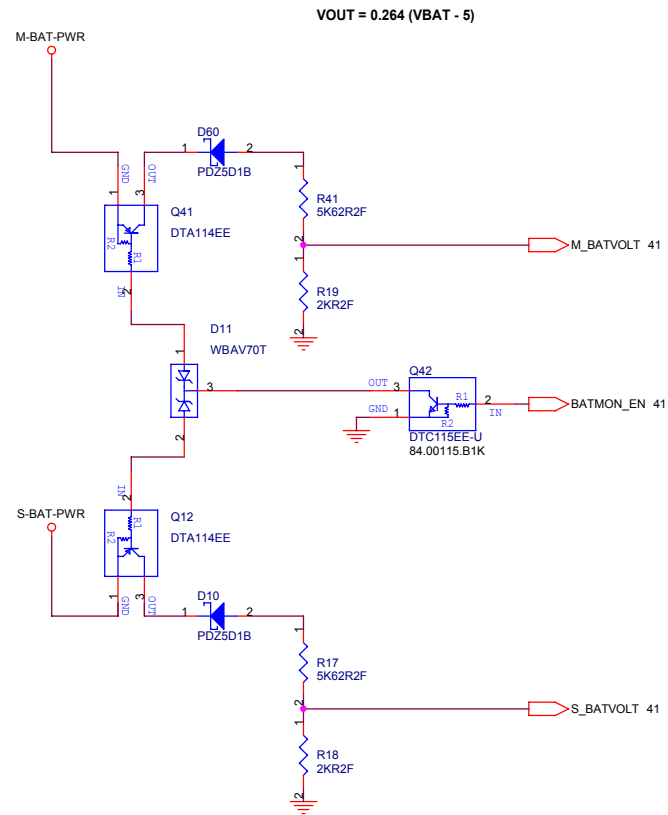 VOUT = 0.264 (VBAT - 5)
M-BAT-PWR
D60
1 2
PDZ5D1B
GND
OUT
1
3
Q41
DTA114EE
R2
R1
IN
2
1
R41
5K62R2F
2
M_BATVOLT 41
1
R19
2KR2F
2
D11
WBAV70T
1
3
2
Q42
OUT 3
GND 1
R1
R2
2
IN
BATMON_EN 41
DTC115EE-U
84.00115.B1K
IN
2
S-BAT-PWR
R1
R2
Q12
DTA114EE
1
GND
3
OUT
D10
1 2
PDZ5D1B
1
R17
5K62R2F
2
S_BATVOLT 41
1
R18
2KR2F
2